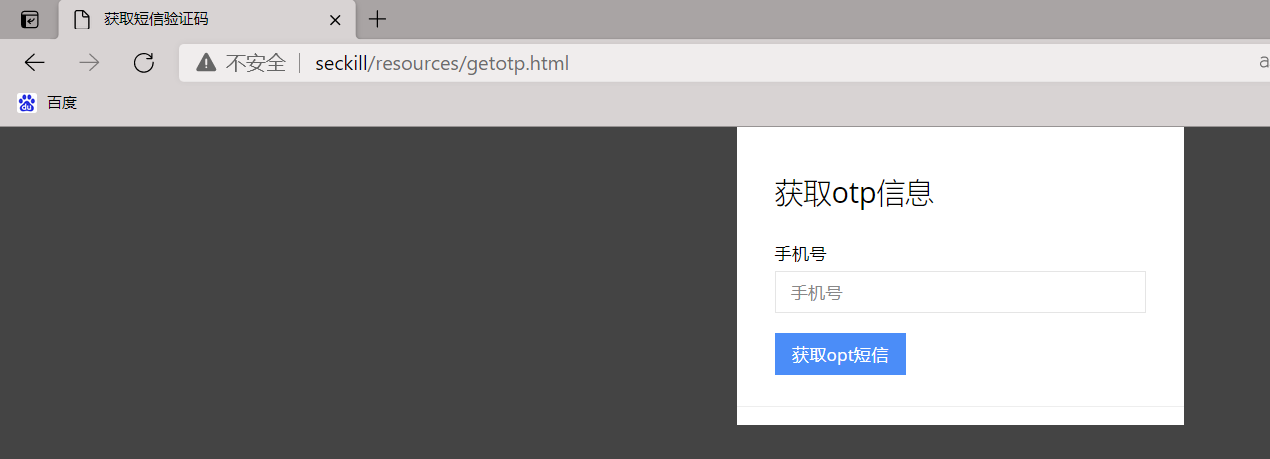 获取短信验证码
不安全 seckill/resources/getotp.html a
du 百度
获取otp信息
手机号
手机号
获取opt短信